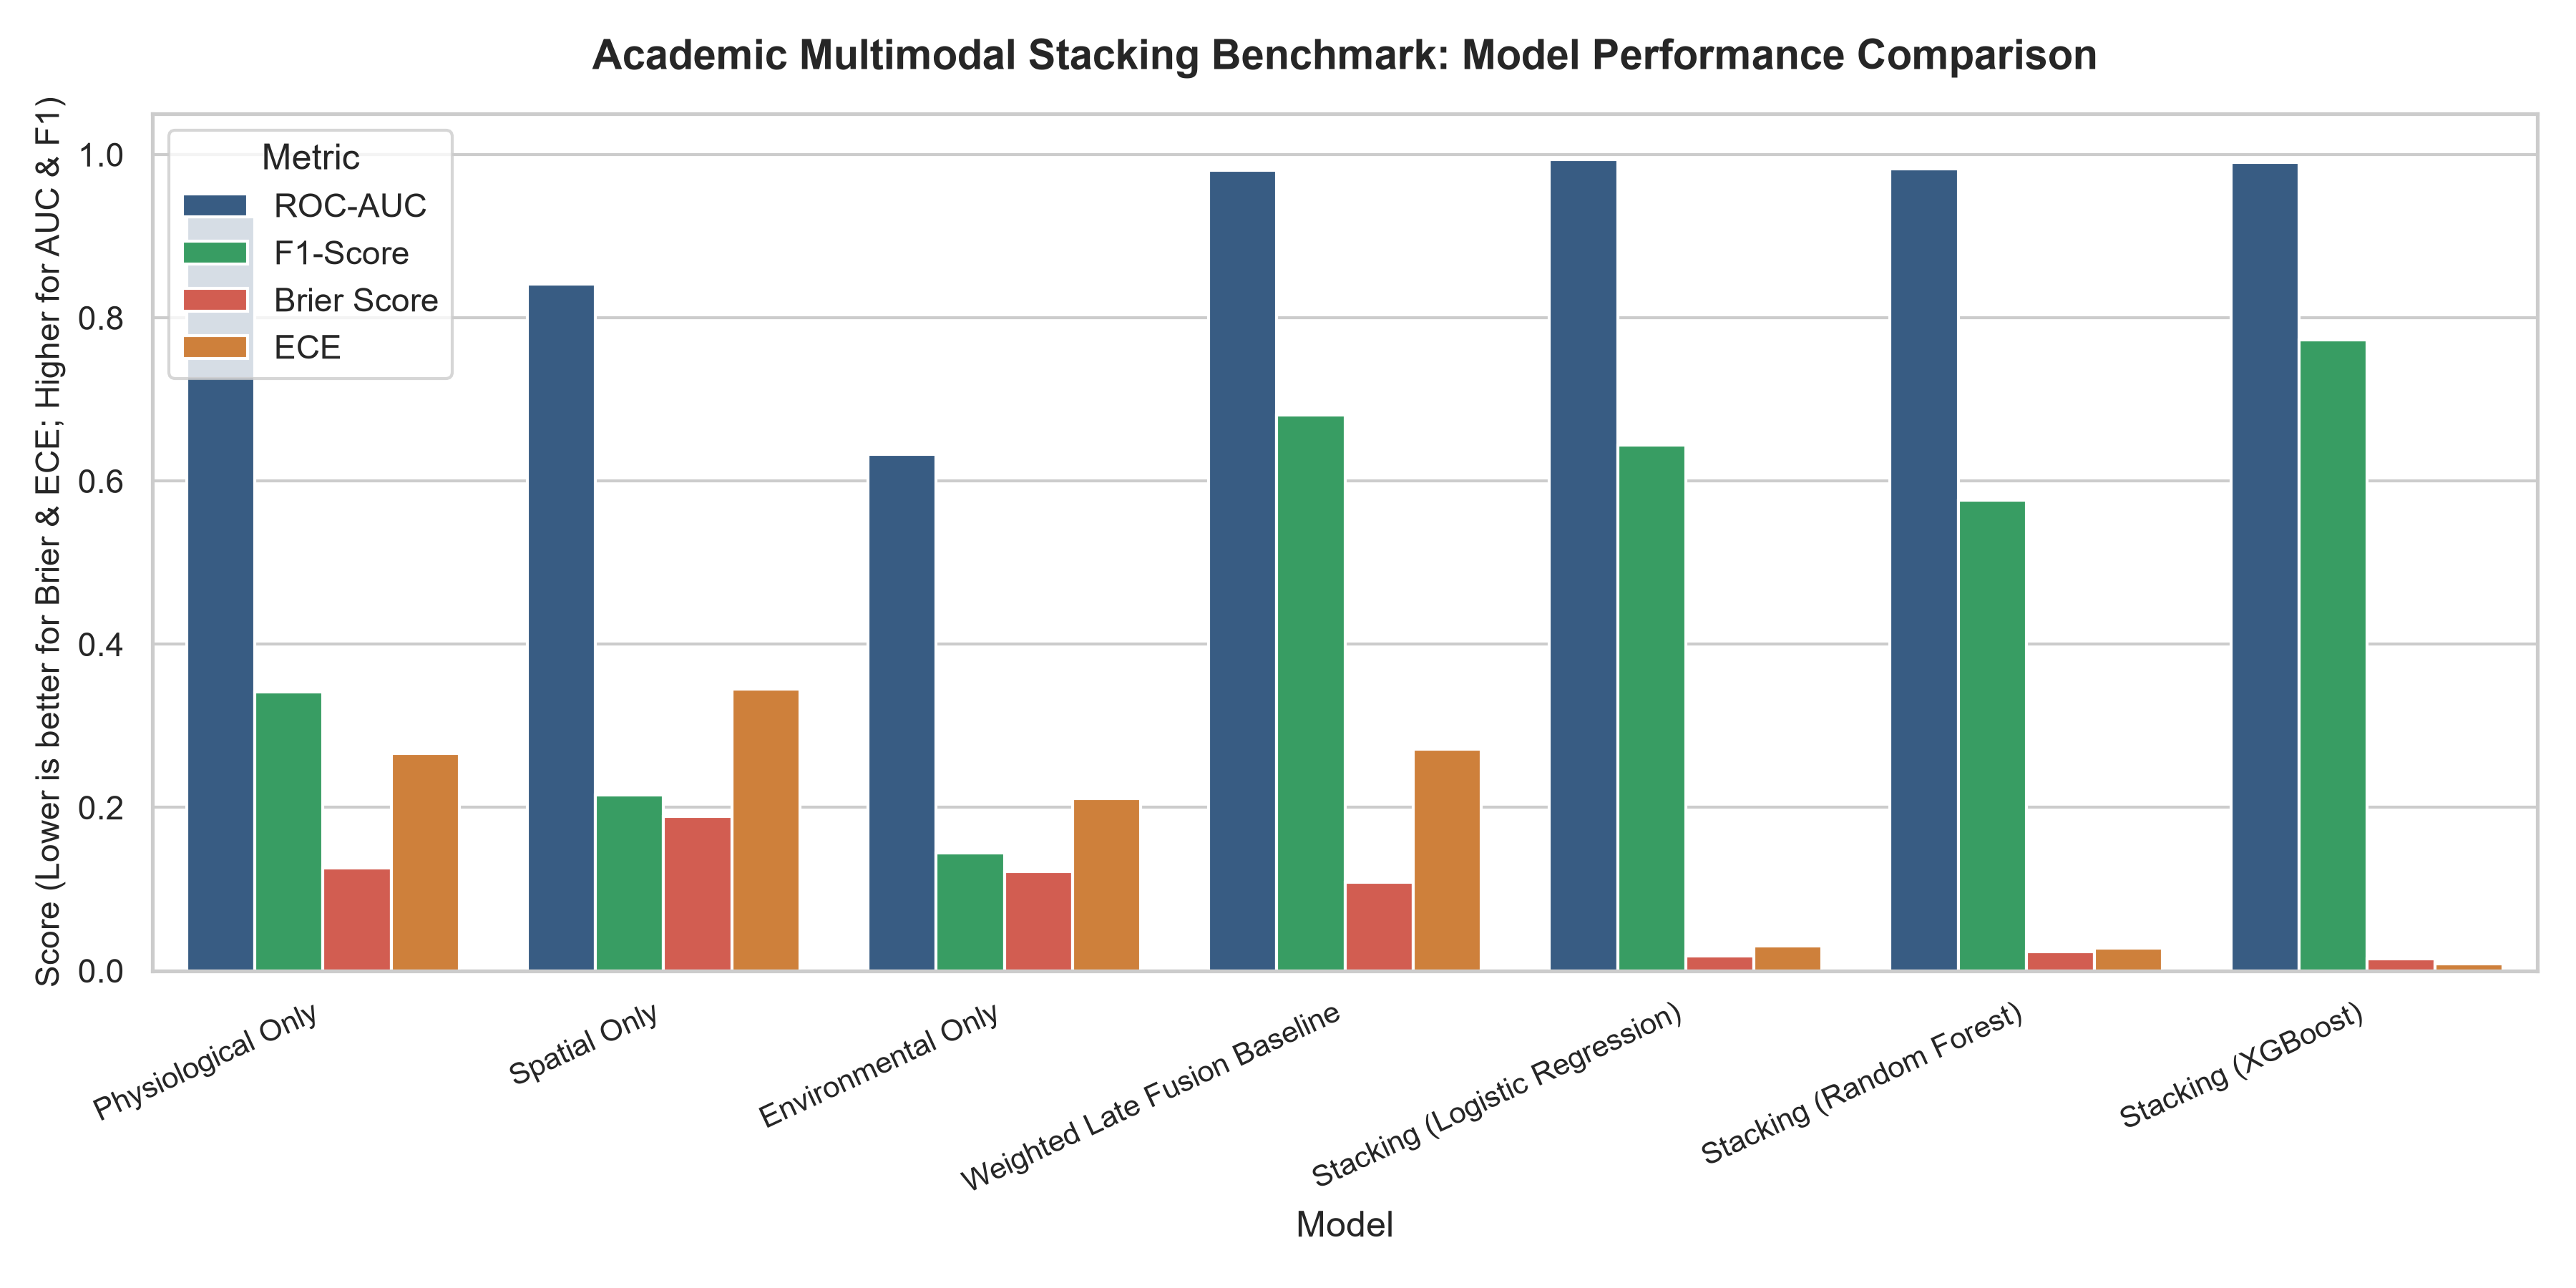 Academic Multimodal Stacking Benchmark: Model Performance Comparison
Score (Lower is better for Brier & ECE; Higher for AUC & F1)
1.0
0.8
0.6
0.4
0.2
0.0
Metric
ROC-AUC
F1-Score
Brier Score
ECE
Physiological Only
Spatial Only
Environmental Only
Weighted Late Fusion Baseline
Stacking (Logistic Regression)
Stacking (Random Forest)
Stacking (XGBoost)
Model